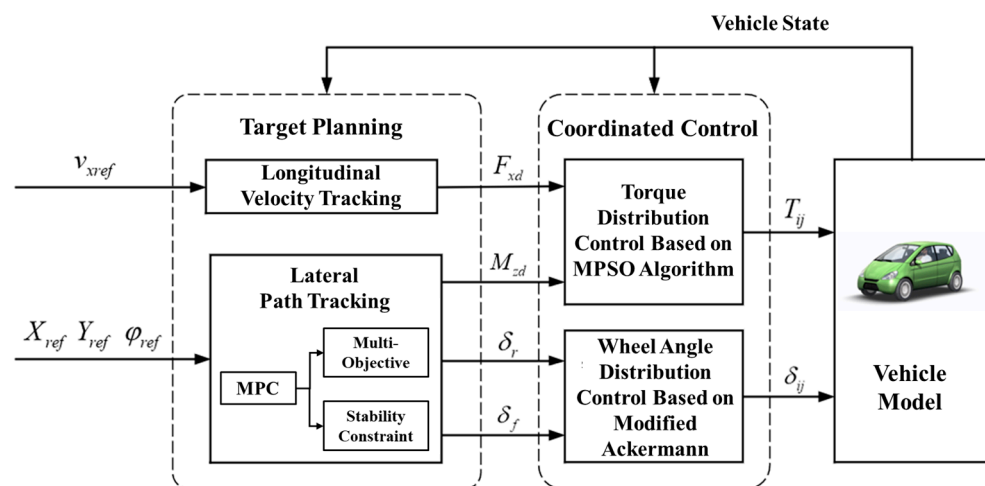 Vehicle State
Target Planning
Coordinated Control
v_xref
Longitudinal
Velocity Tracking
F_xd
Torque
Distribution
Control Based on
MPSO Algorithm
T_ij
Lateral
Path Tracking
M_zd
X_ref Y_ref φ_ref
MPC
Multi-
Objective
Stability
Constraint
δ_r
δ_f
Wheel Angle
Distribution
Control Based on
Modified
Ackermann
δ_ij
Vehicle
Model